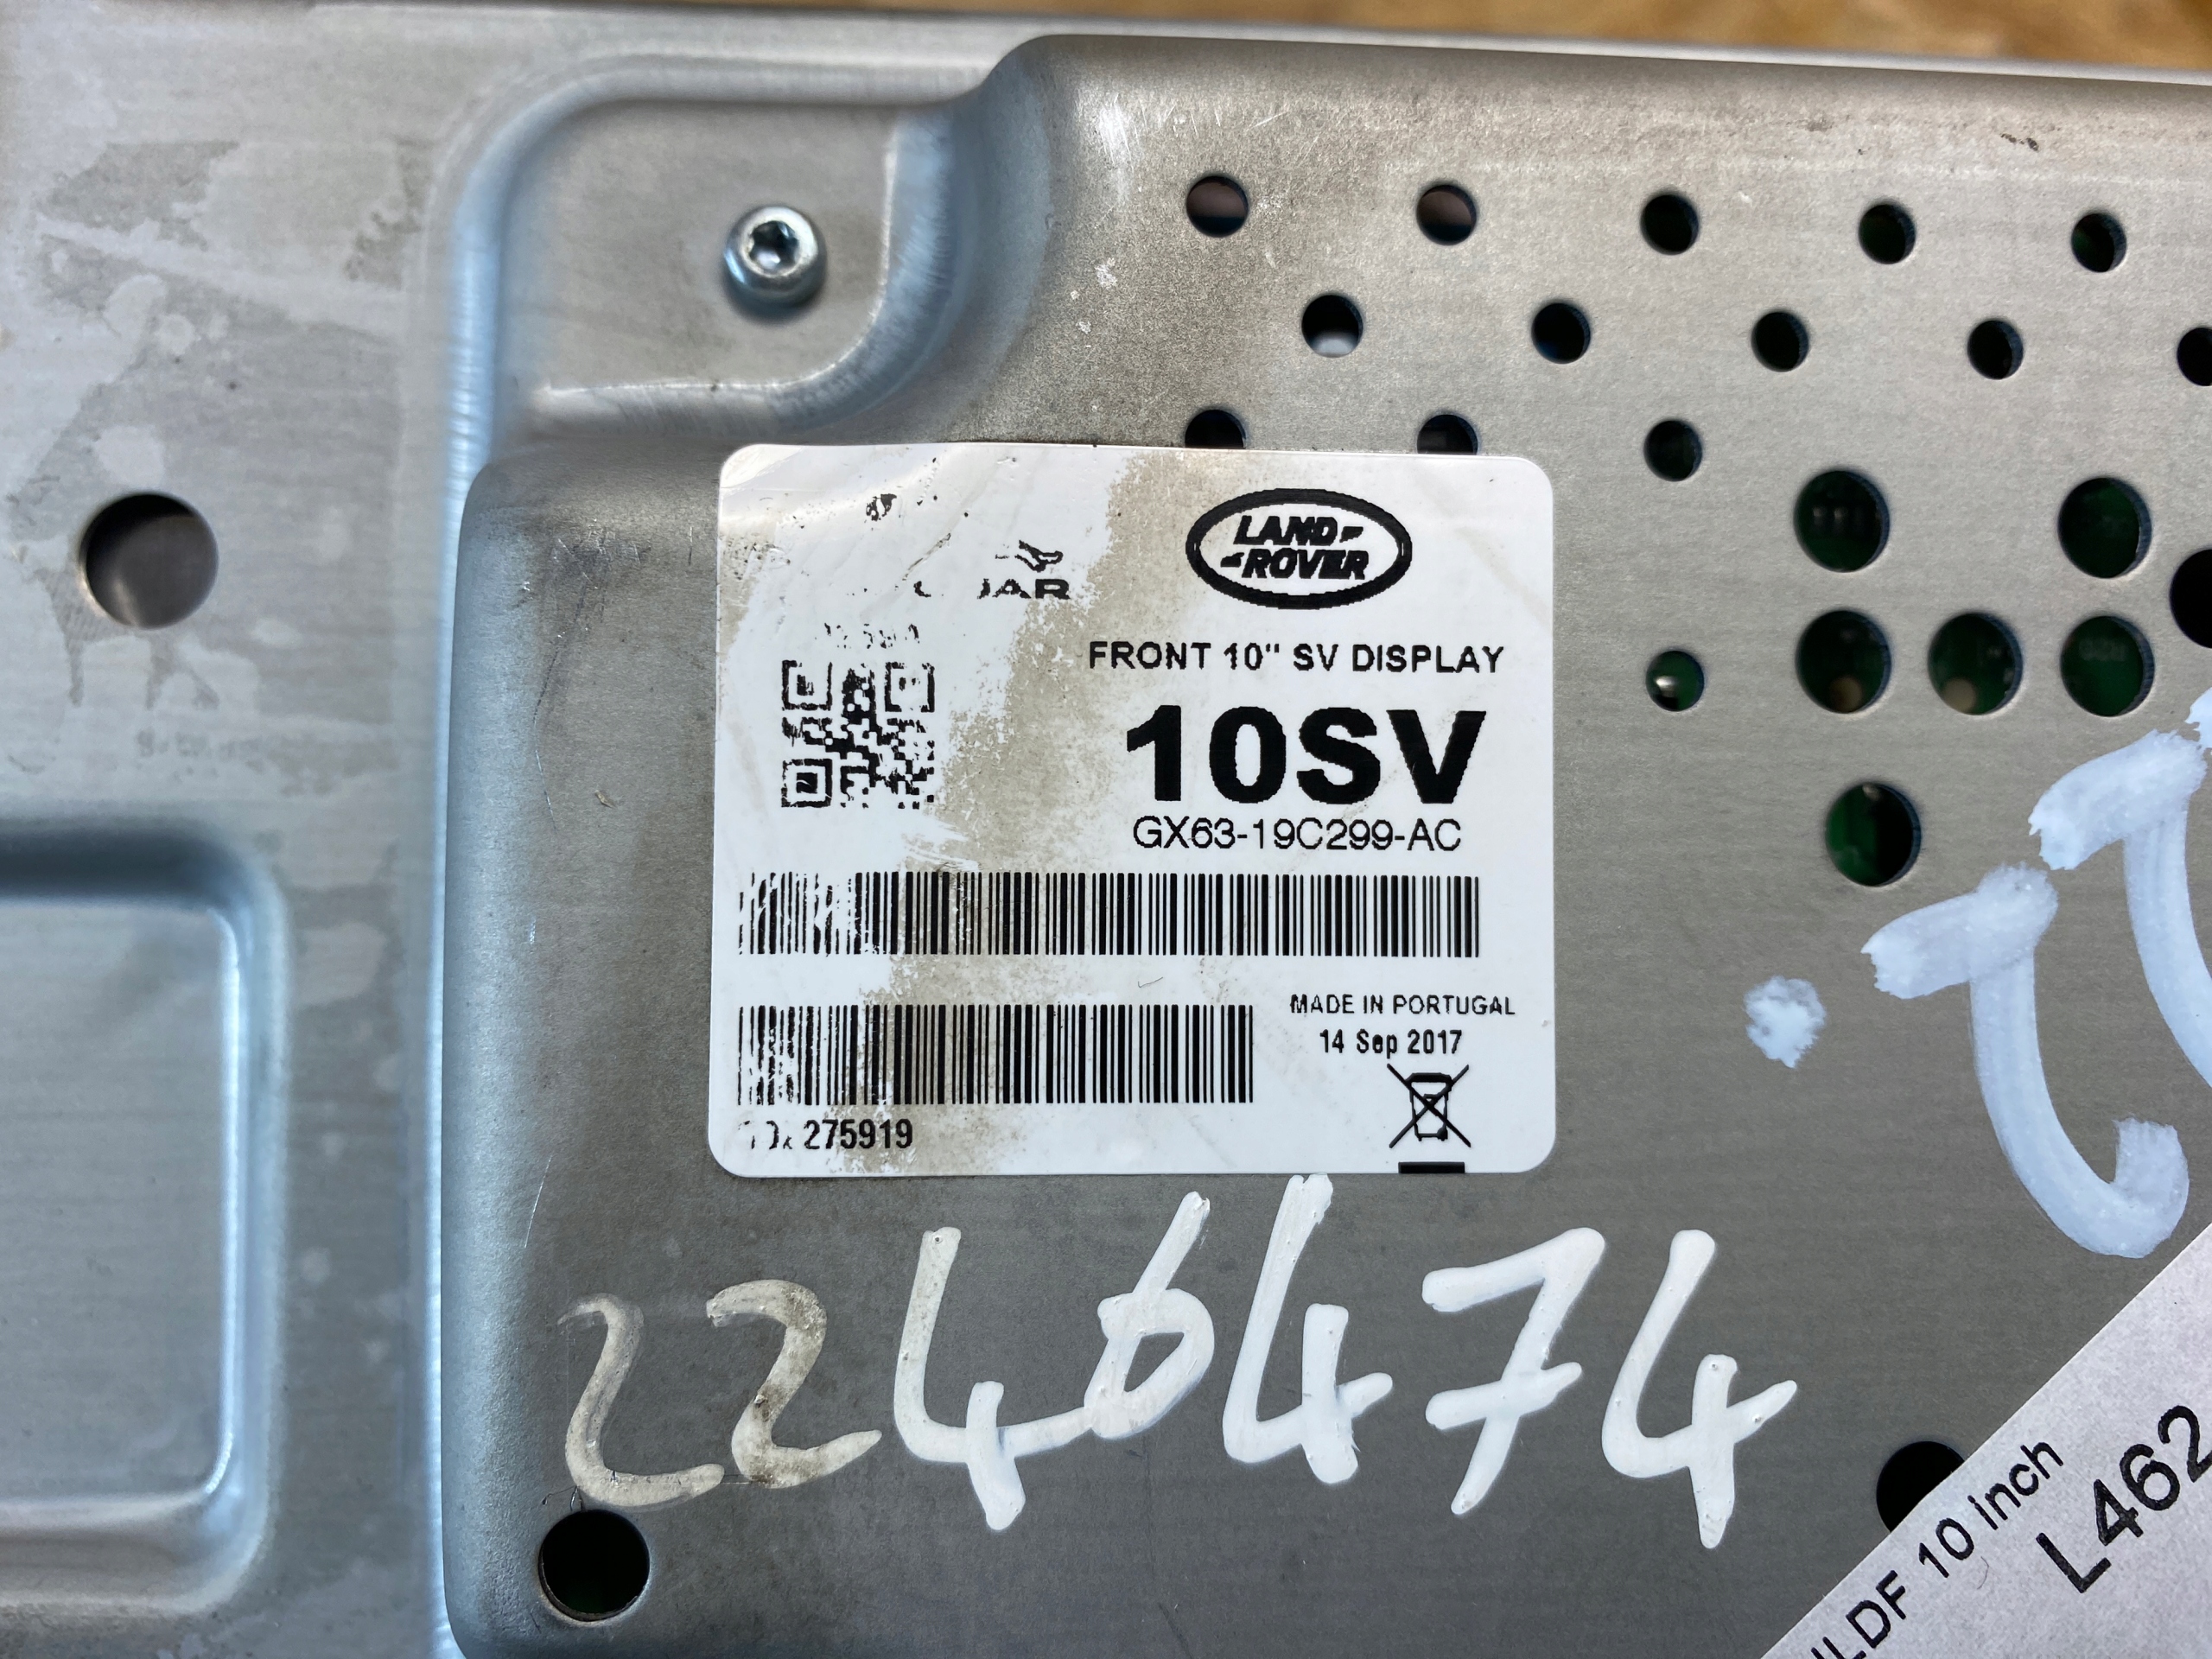 LAND
ROVER
FRONT 10" SV DISPLAY
10SV
GX63-19C299-AC
MADE IN PORTUGAL
14 Sep 2017
275919
2246474
10 inch
L462